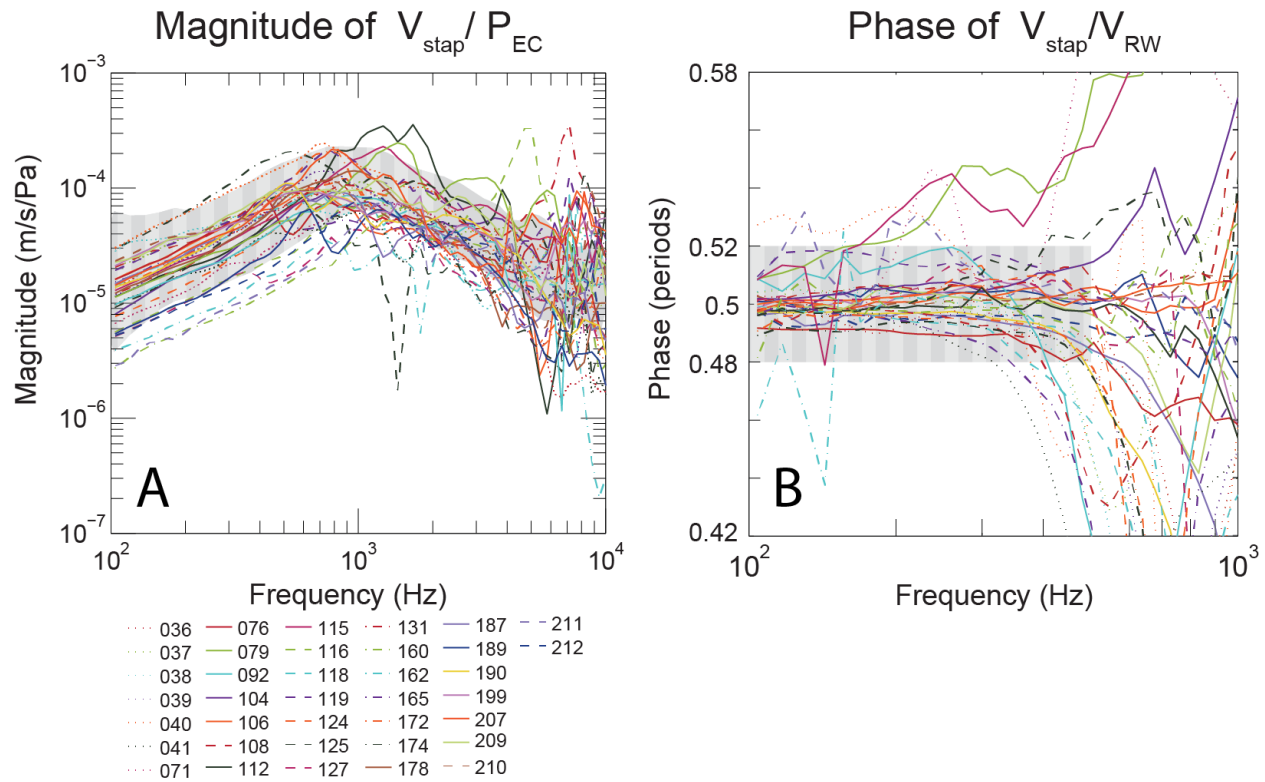 Magnitude of V_stap / P_EC
Phase of V_stap/V_RW
Magnitude (m/s/Pa)
10^−3
10^−4
10^−5
10^−6
10^−7
A
10^2
10^3
10^4
Frequency (Hz)
Phase (periods)
0.58
0.52
0.5
0.48
0.42
B
10^2
10^3
Frequency (Hz)
036 076 115 131 187 211
037 079 116 160 189 212
038 092 118 162 190
039 104 119 165 199
040 106 124 172 207
041 108 125 174 209
071 112 127 178 210